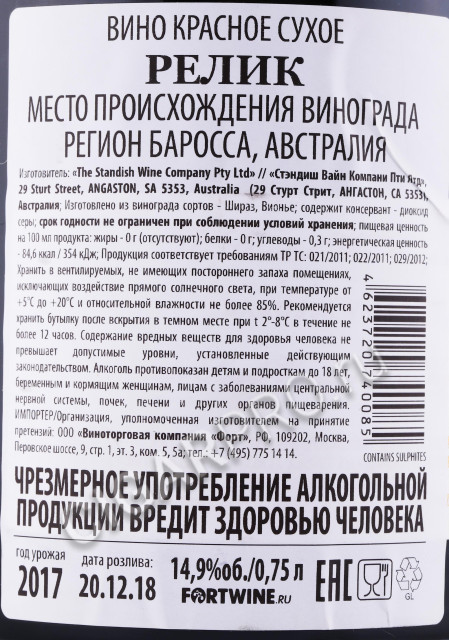 ВИНО КРАСНОЕ СУХОЕ
РЕЛИК
МЕСТО ПРОИСХОЖДЕНИЯ ВИНОГРАДА
РЕГИОН БАРОССА, АВСТРАЛИЯ
Изготовитель: «The Standish Wine Company Pty Ltd» // «Стэндиш Вайн Компани Пти Лтд»,
29 Sturt Street, ANGASTON, SA 5353, Australia (29 Стурт Стрит, АНГАСТОН, СА 5353),
Австралия; Изготовлено из винограда сортов - Шираз, Вионье; содержит консервант - диоксид
серы; срок годности не ограничен при соблюдении условий хранения; пищевая ценность
на 100 мл продукта: жиры - 0 г (отсутствуют); белки - 0 г; углеводы - 0,3 г; энергетическая ценность
- 84,6 ккал / 354 кДж; Продукция соответствует требованиям ТР ТС: 021/2011; 022/2011; 029/2012;
Хранить в вентилируемых, не имеющих постороннего запаха помещениях,
исключающих воздействие прямого солнечного света, при температуре от
+5°C до +20°C и относительной влажности не более 85%. Рекомендуется
хранить бутылку после вскрытия в темном месте при t 2°-8°C в течение не
более 12 часов. Содержание вредных веществ для здоровья человека не
превышает допустимые уровни, установленные действующим
законодательством. Алкоголь противопоказан детям и подросткам до 18 лет,
беременным и кормящим женщинам, лицам с заболеваниями центральной
нервной системы, почек, печени и других органов пищеварения.
ИМПОРТЕР/Организация, уполномоченная изготовителем на принятие
претензий: ООО «Виноторговая компания «Форт», РФ, 109202, Москва,
Перовское шоссе, 9, стр. 1, эт. 3, ком. 5, 5а; тел.: +7 (495) 775 14 14.
4 623720 740085
CONTAINS SULPHITES
ЧРЕЗМЕРНОЕ УПОТРЕБЛЕНИЕ АЛКОГОЛЬНОЙ
ПРОДУКЦИИ ВРЕДИТ ЗДОРОВЬЮ ЧЕЛОВЕКА
год урожая
2017
дата розлива:
20.12.18
14,9%об./0,75 л
FORTWINE.RU
EAC
GL